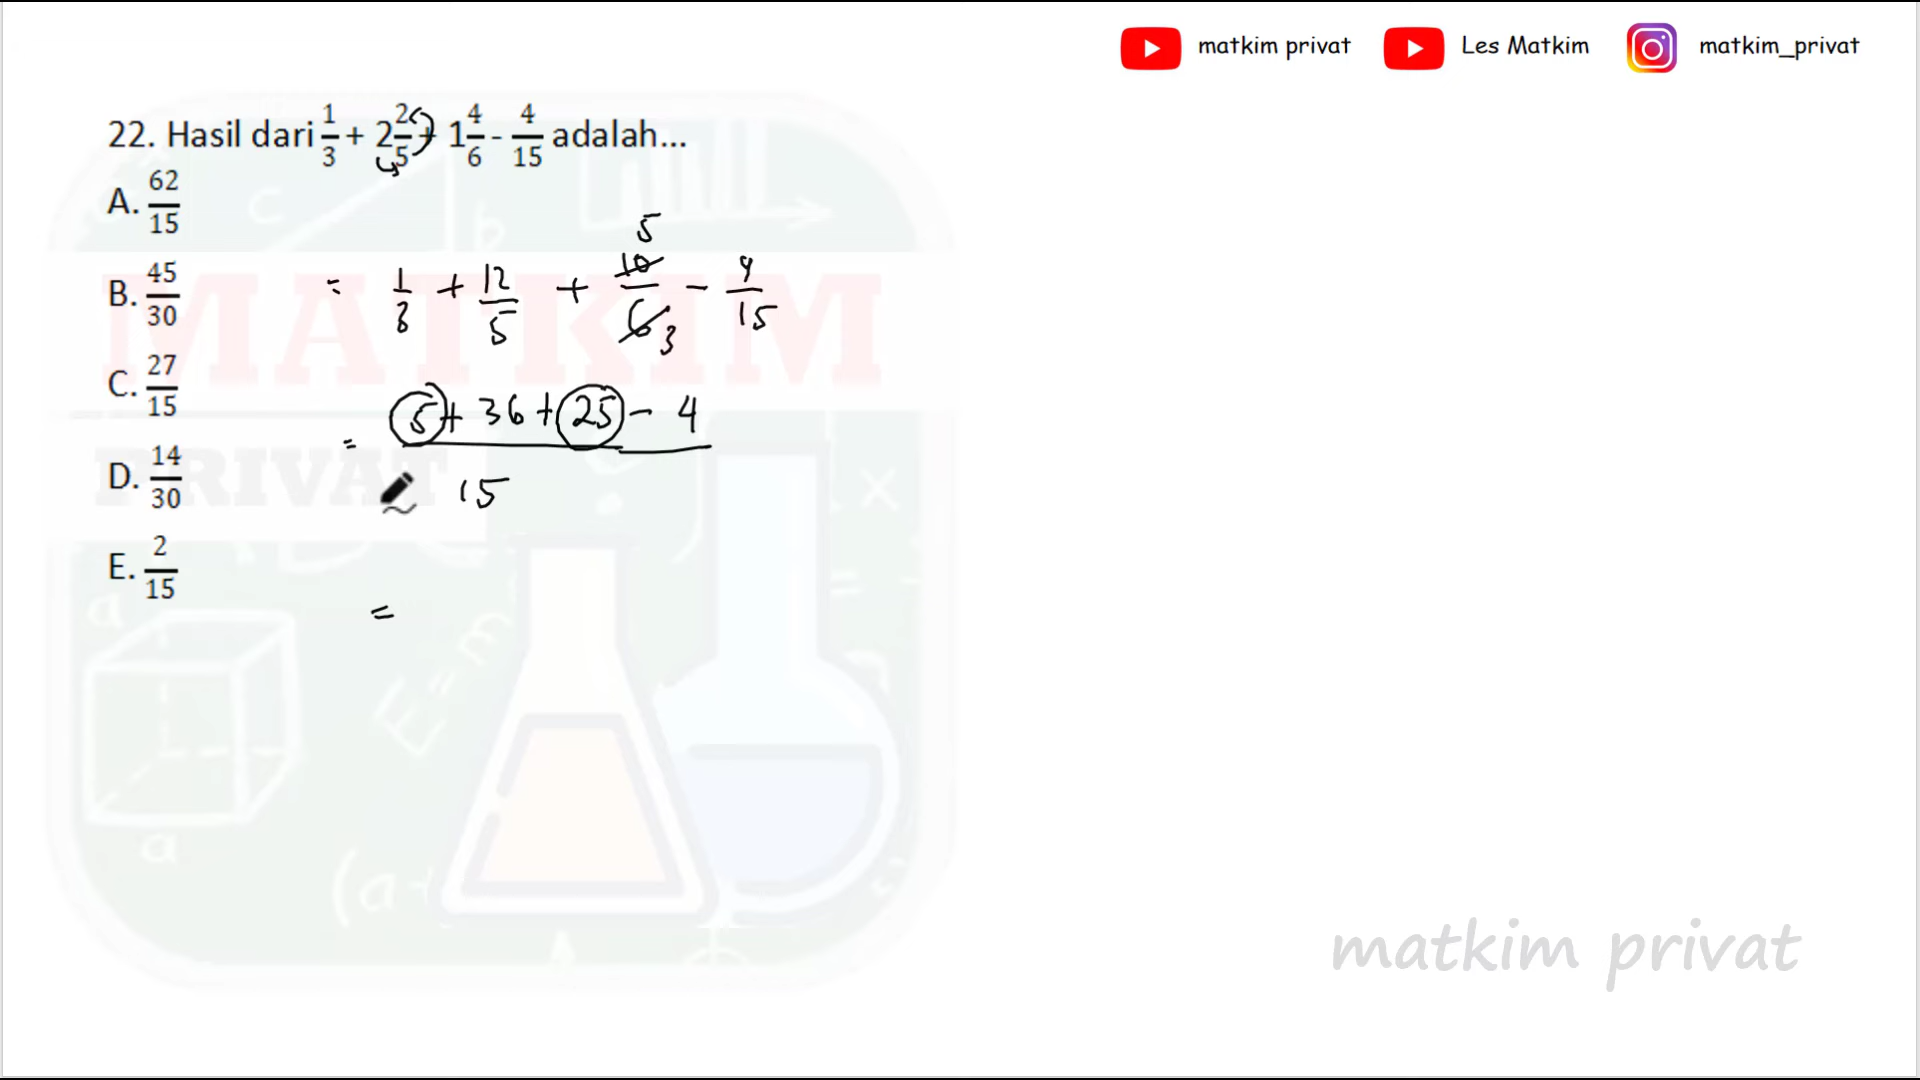 matkim privat Les Matkim matkim_privat
22. Hasil dari 1/3 + 2 2/5 + 1 4/6 - 4/15 adalah...
A. 62/15
B. 45/30
C. 27/15
D. 14/30
E. 2/15
= 1/3 + 12/5 + 10/6 - 4/15
5
3
= 5 + 36 + 25 - 4
15
=
MATKIM
PRIVAT
matkim privat